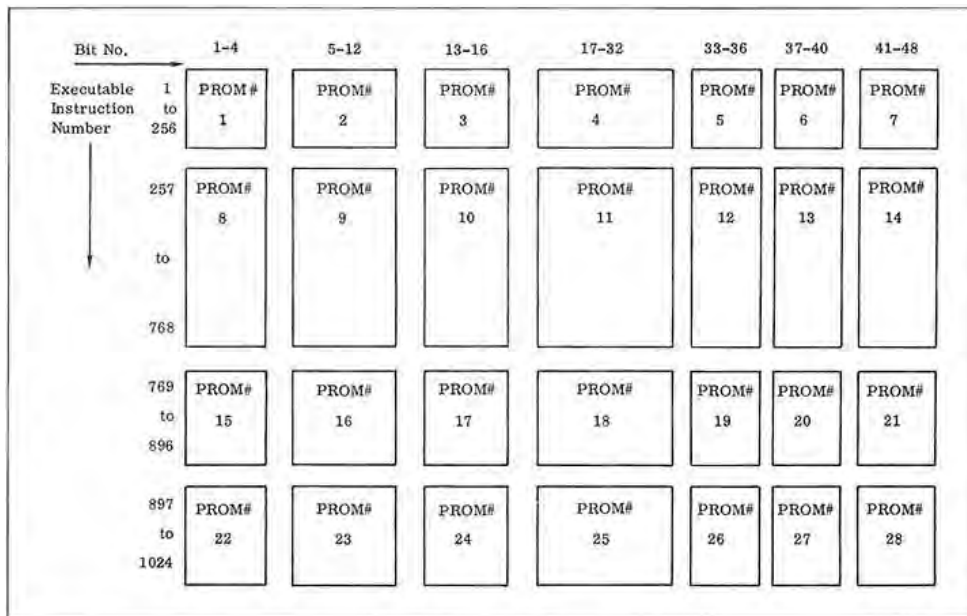 Bit No. 1-4 5-12 13-16 17-32 33-36 37-40 41-48
Executable 1 PROM# PROM# PROM# PROM# PROM# PROM# PROM#
Instruction to
Number 256 1 2 3 4 5 6 7
257 PROM# PROM# PROM# PROM# PROM# PROM# PROM#
8 9 10 11 12 13 14
to
768
769 PROM# PROM# PROM# PROM# PROM# PROM# PROM#
to 15 16 17 18 19 20 21
896
897 PROM# PROM# PROM# PROM# PROM# PROM# PROM#
to 22 23 24 25 26 27 28
1024